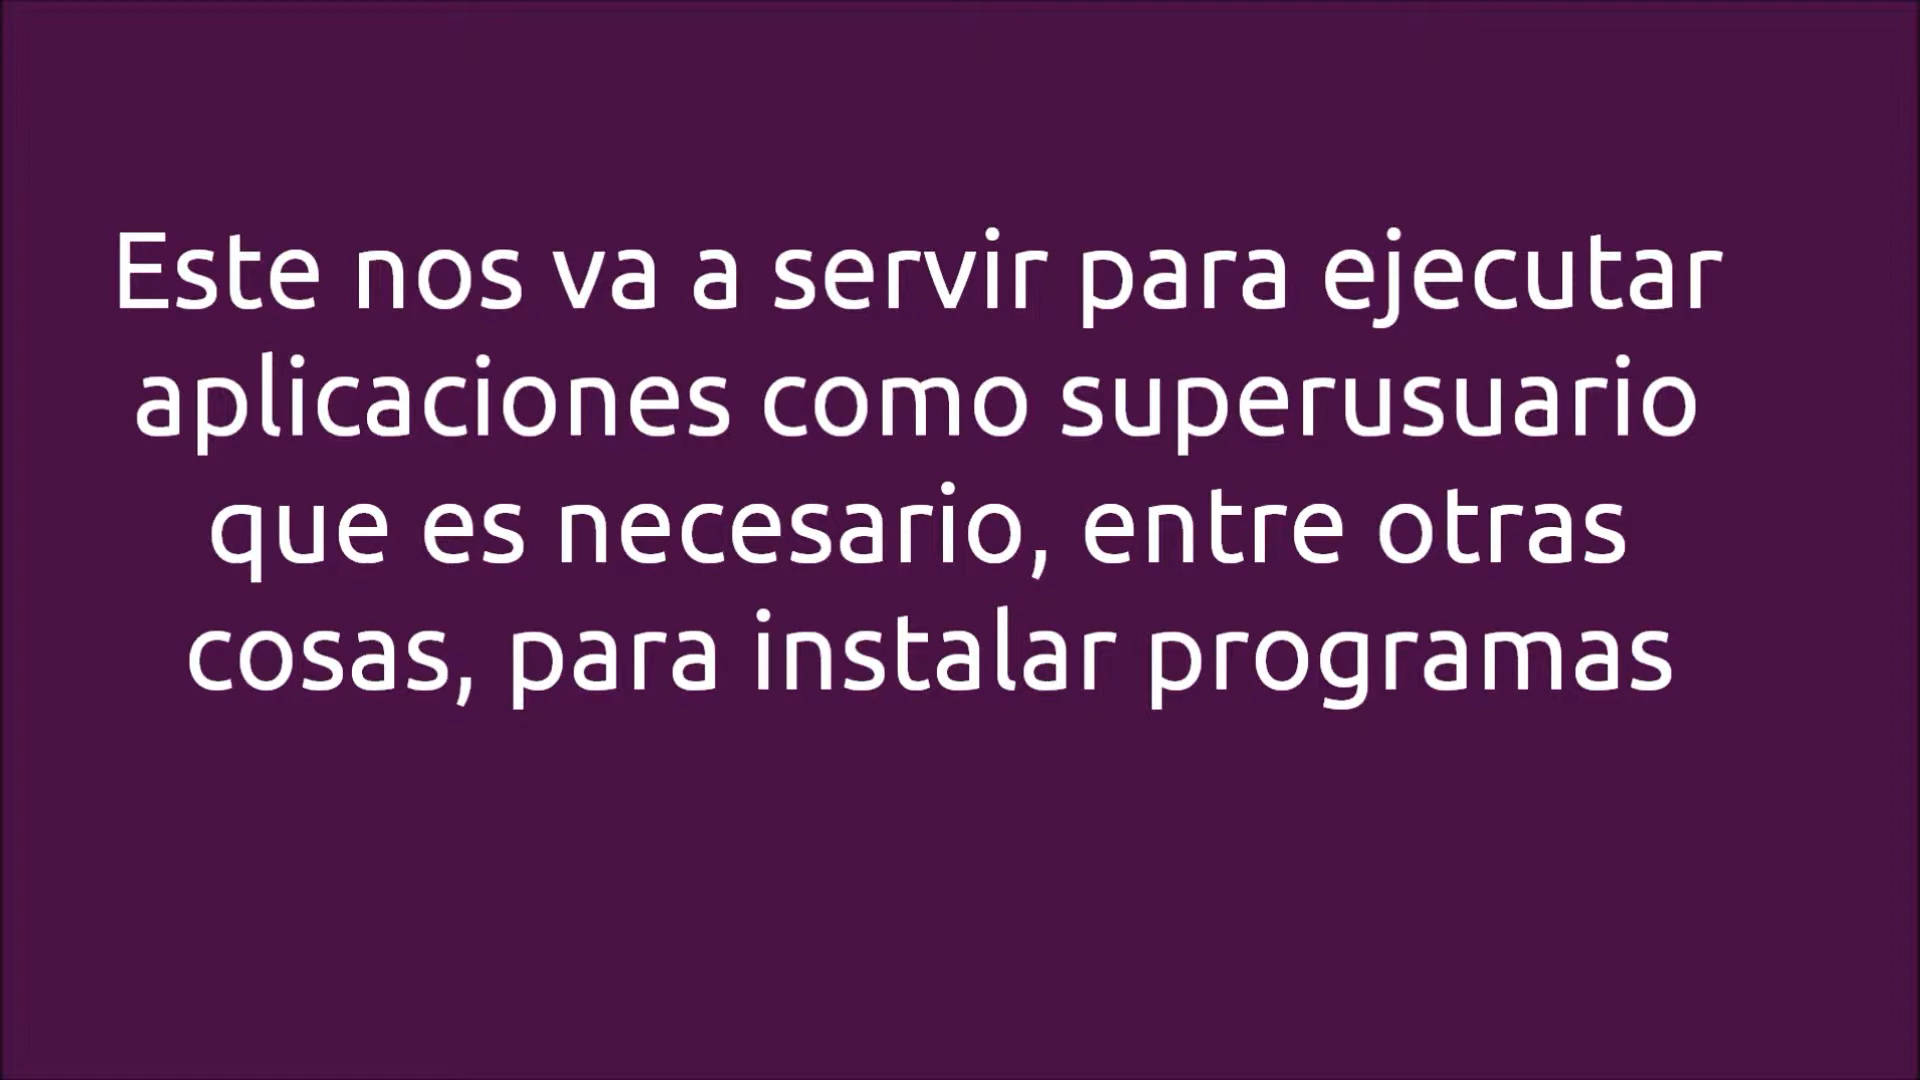 Este nos va a servir para ejecutar
aplicaciones como superusuario
que es necesario, entre otras
cosas, para instalar programas